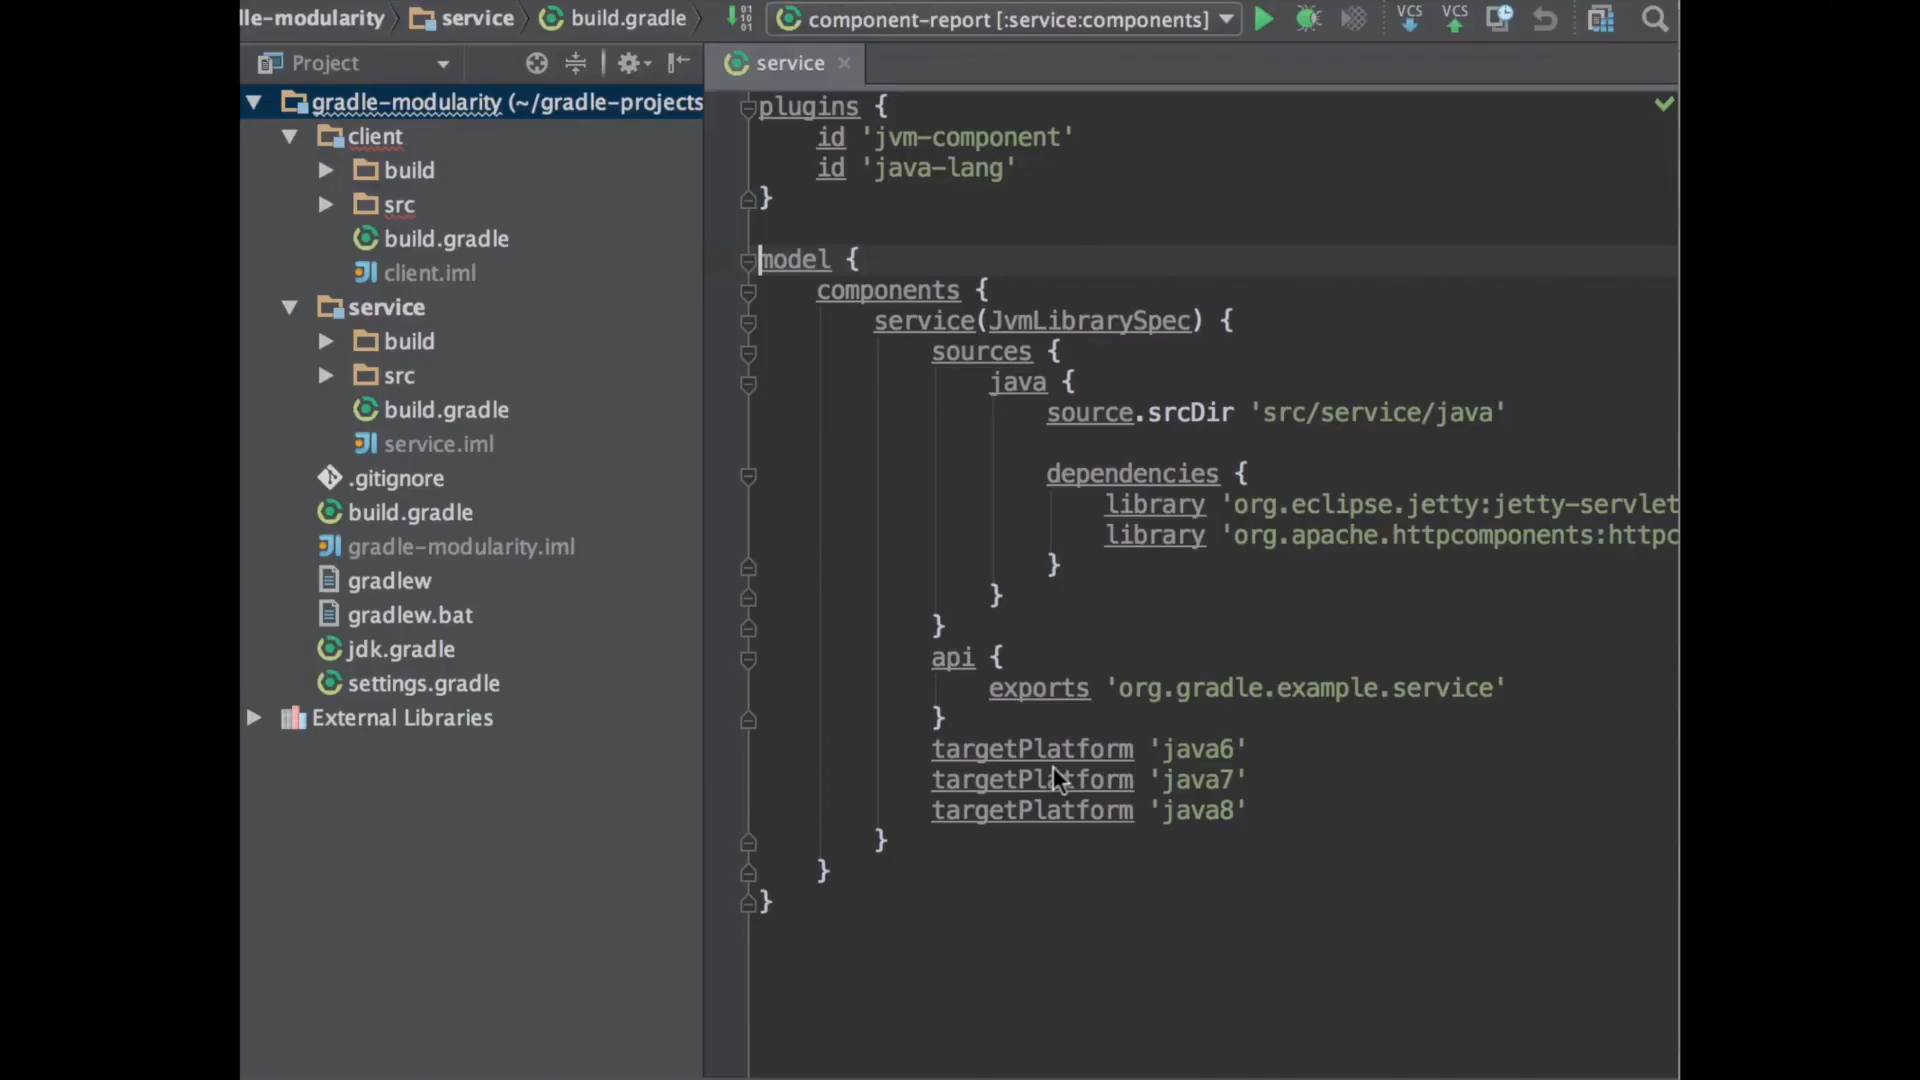 dle-modularity service build.gradle component-report [:service:components] VCS VCS
Project
service
gradle-modularity (~/gradle-projects
client
build
src
build.gradle
client.iml
service
build
src
build.gradle
service.iml
.gitignore
build.gradle
gradle-modularity.iml
gradlew
gradlew.bat
jdk.gradle
settings.gradle
External Libraries
plugins {
id 'jvm-component'
id 'java-lang'
}
model {
components {
service(JvmLibrarySpec) {
sources {
java {
source.srcDir 'src/service/java'
dependencies {
library 'org.eclipse.jetty:jetty-servlet
library 'org.apache.httpcomponents:httpc
}
}
}
api {
exports 'org.gradle.example.service'
}
targetPlatform 'java6'
targetPlatform 'java7'
targetPlatform 'java8'
}
}
}